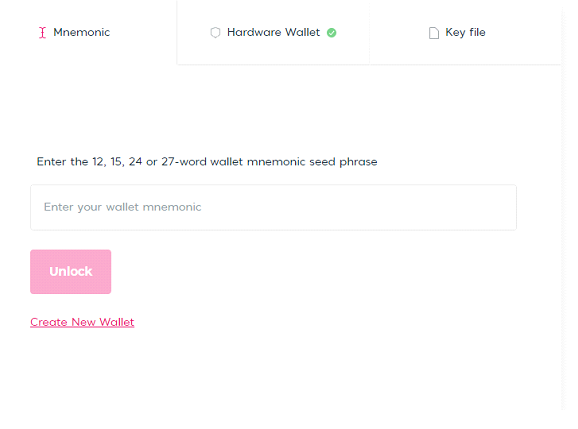 Mnemonic
Hardware Wallet
Key file
Enter the 12, 15, 24 or 27-word wallet mnemonic seed phrase
Enter your wallet mnemonic
Unlock
Create New Wallet